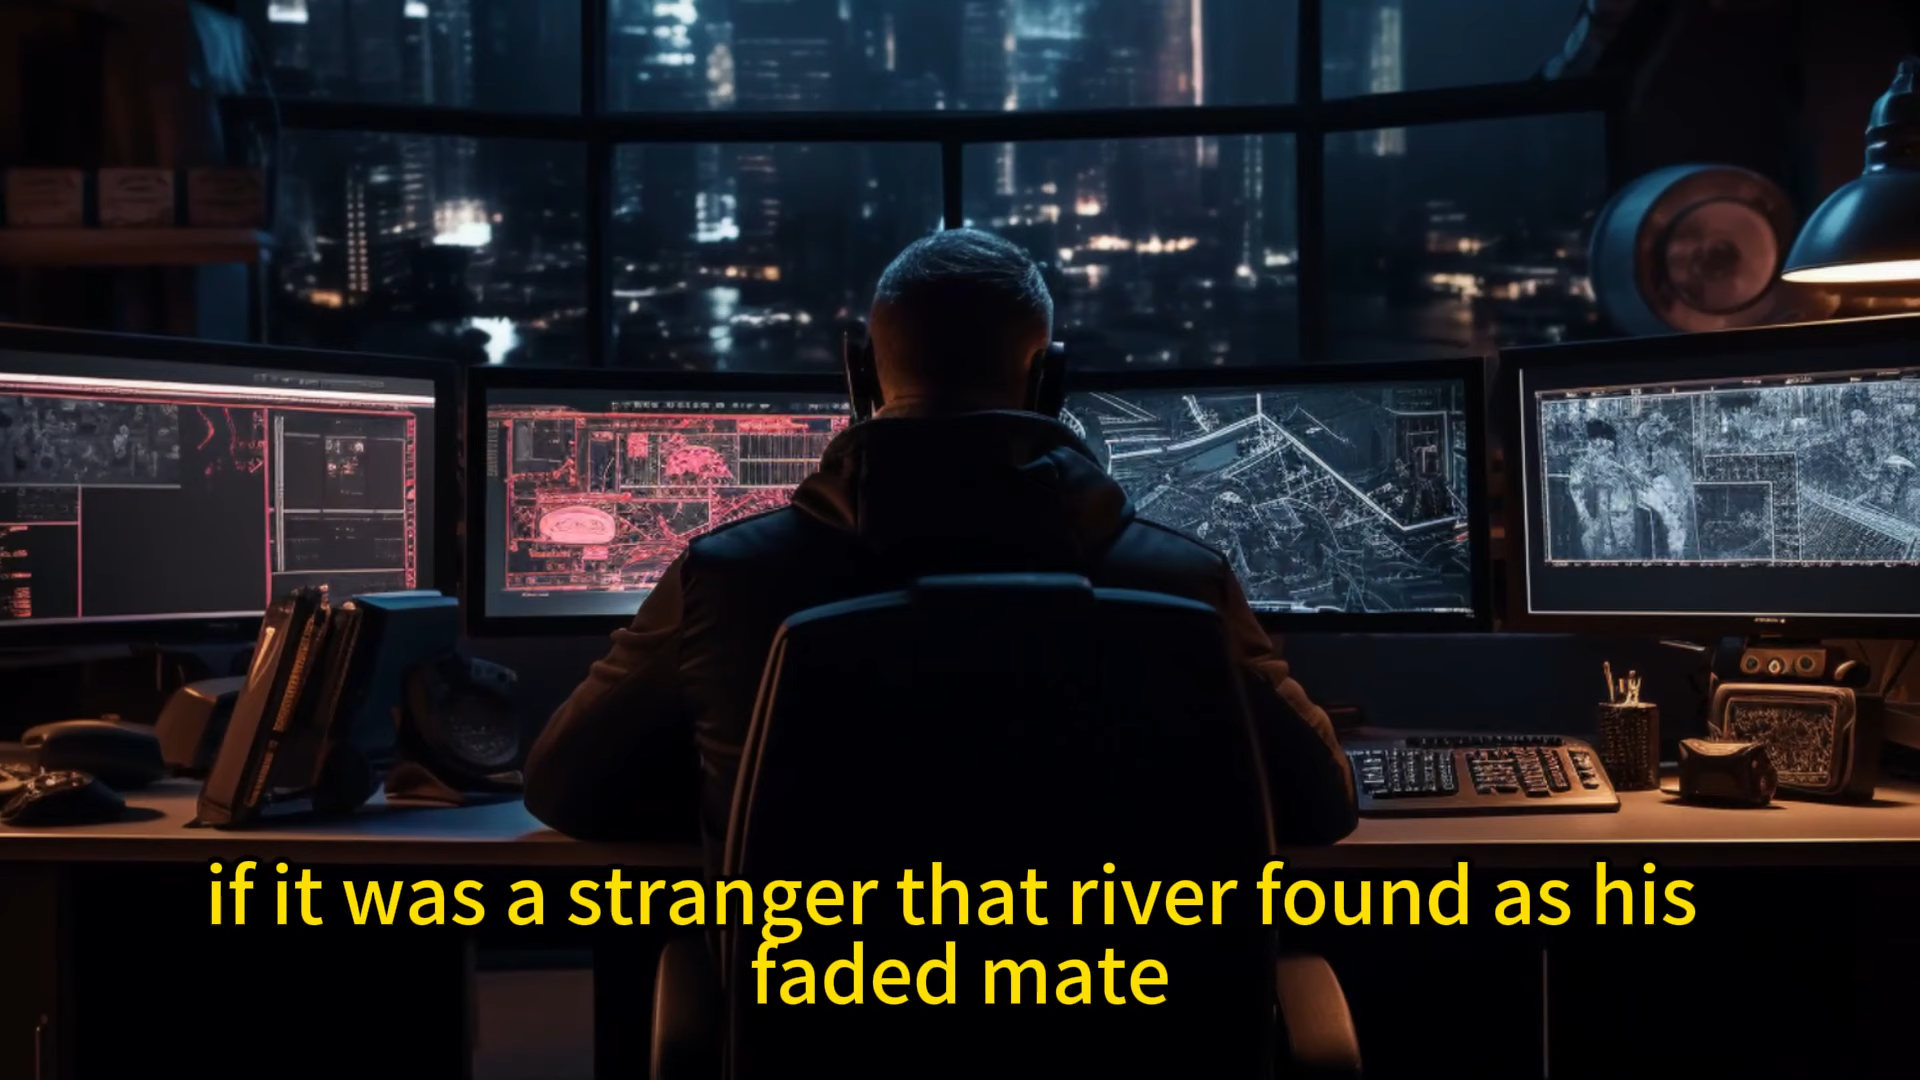 if it was a stranger that river found as his
faded mate